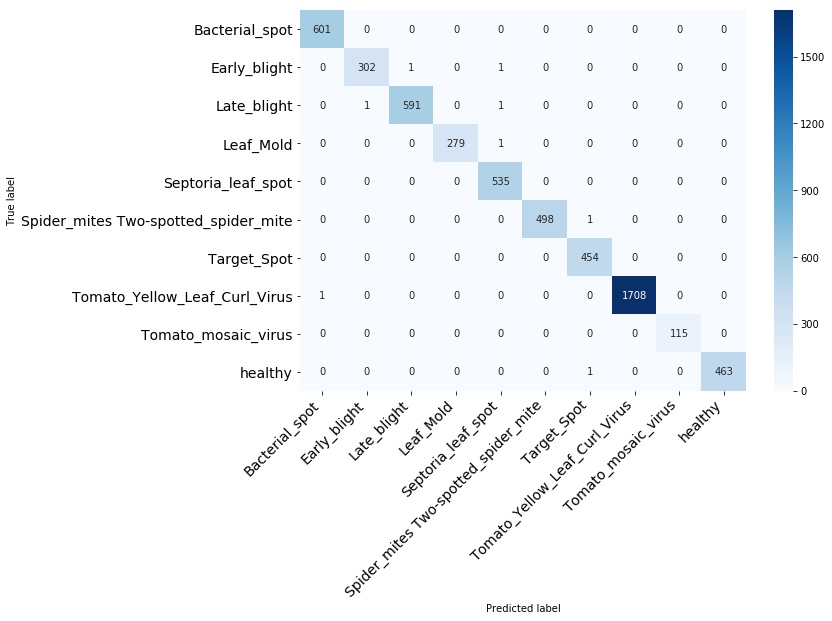 Bacterial_spot 601 0 0 0 0 0 0 0 0 0
Early_blight 0 302 1 0 1 0 0 0 0 0
Late_blight 0 1 591 0 1 0 0 0 0 0
Leaf_Mold 0 0 0 279 1 0 0 0 0 0
Septoria_leaf_spot 0 0 0 0 535 0 0 0 0 0
Spider_mites Two-spotted_spider_mite 0 0 0 0 0 498 1 0 0 0
Target_Spot 0 0 0 0 0 0 454 0 0 0
Tomato_Yellow_Leaf_Curl_Virus 1 0 0 0 0 0 0 1708 0 0
Tomato_mosaic_virus 0 0 0 0 0 0 0 0 115 0
healthy 0 0 0 0 0 0 1 0 0 463
True label
Bacterial_spot
Early_blight
Late_blight
Leaf_Mold
Septoria_leaf_spot
Spider_mites Two-spotted_spider_mite
Target_Spot
Tomato_Yellow_Leaf_Curl_Virus
Tomato_mosaic_virus
healthy
Predicted label
1500
1200
900
600
300
0